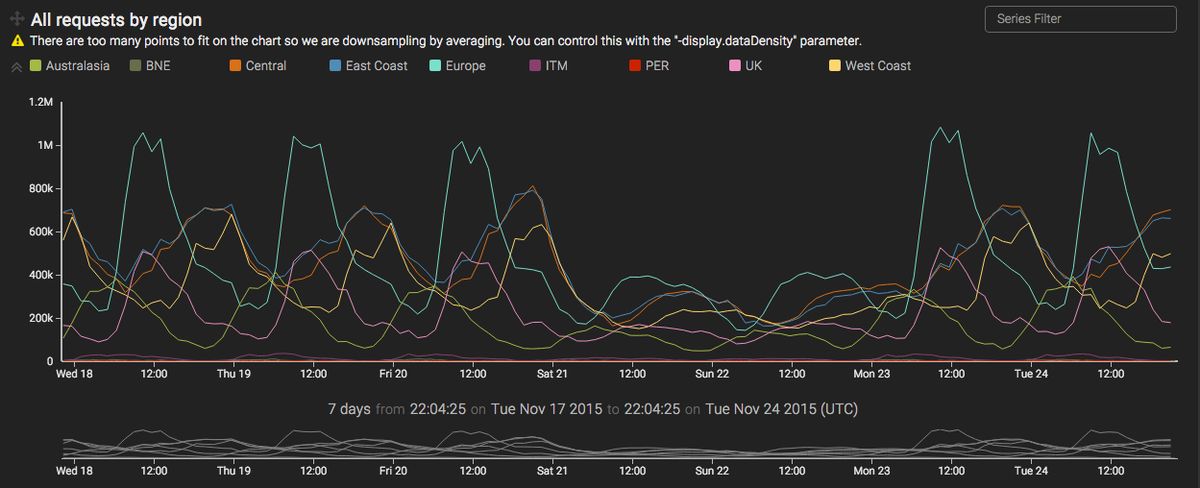 All requests by region
Series Filter
There are too many points to fit on the chart so we are downsampling by averaging. You can control this with the "-display.dataDensity" parameter.
Australasia BNE Central East Coast Europe ITM PER UK West Coast
1.2M
1M
800k
600k
400k
200k
0
Wed 18 12:00 Thu 19 12:00 Fri 20 12:00 Sat 21 12:00 Sun 22 12:00 Mon 23 12:00 Tue 24 12:00
7 days from 22:04:25 on Tue Nov 17 2015 to 22:04:25 on Tue Nov 24 2015 (UTC)
Wed 18 12:00 Thu 19 12:00 Fri 20 12:00 Sat 21 12:00 Sun 22 12:00 Mon 23 12:00 Tue 24 12:00